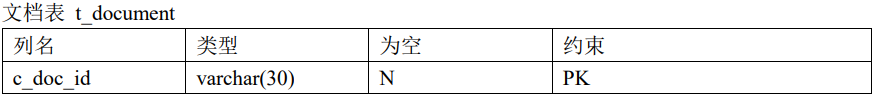 文档表 t_document
列名 类型 为空 约束
c_doc_id varchar(30) N PK